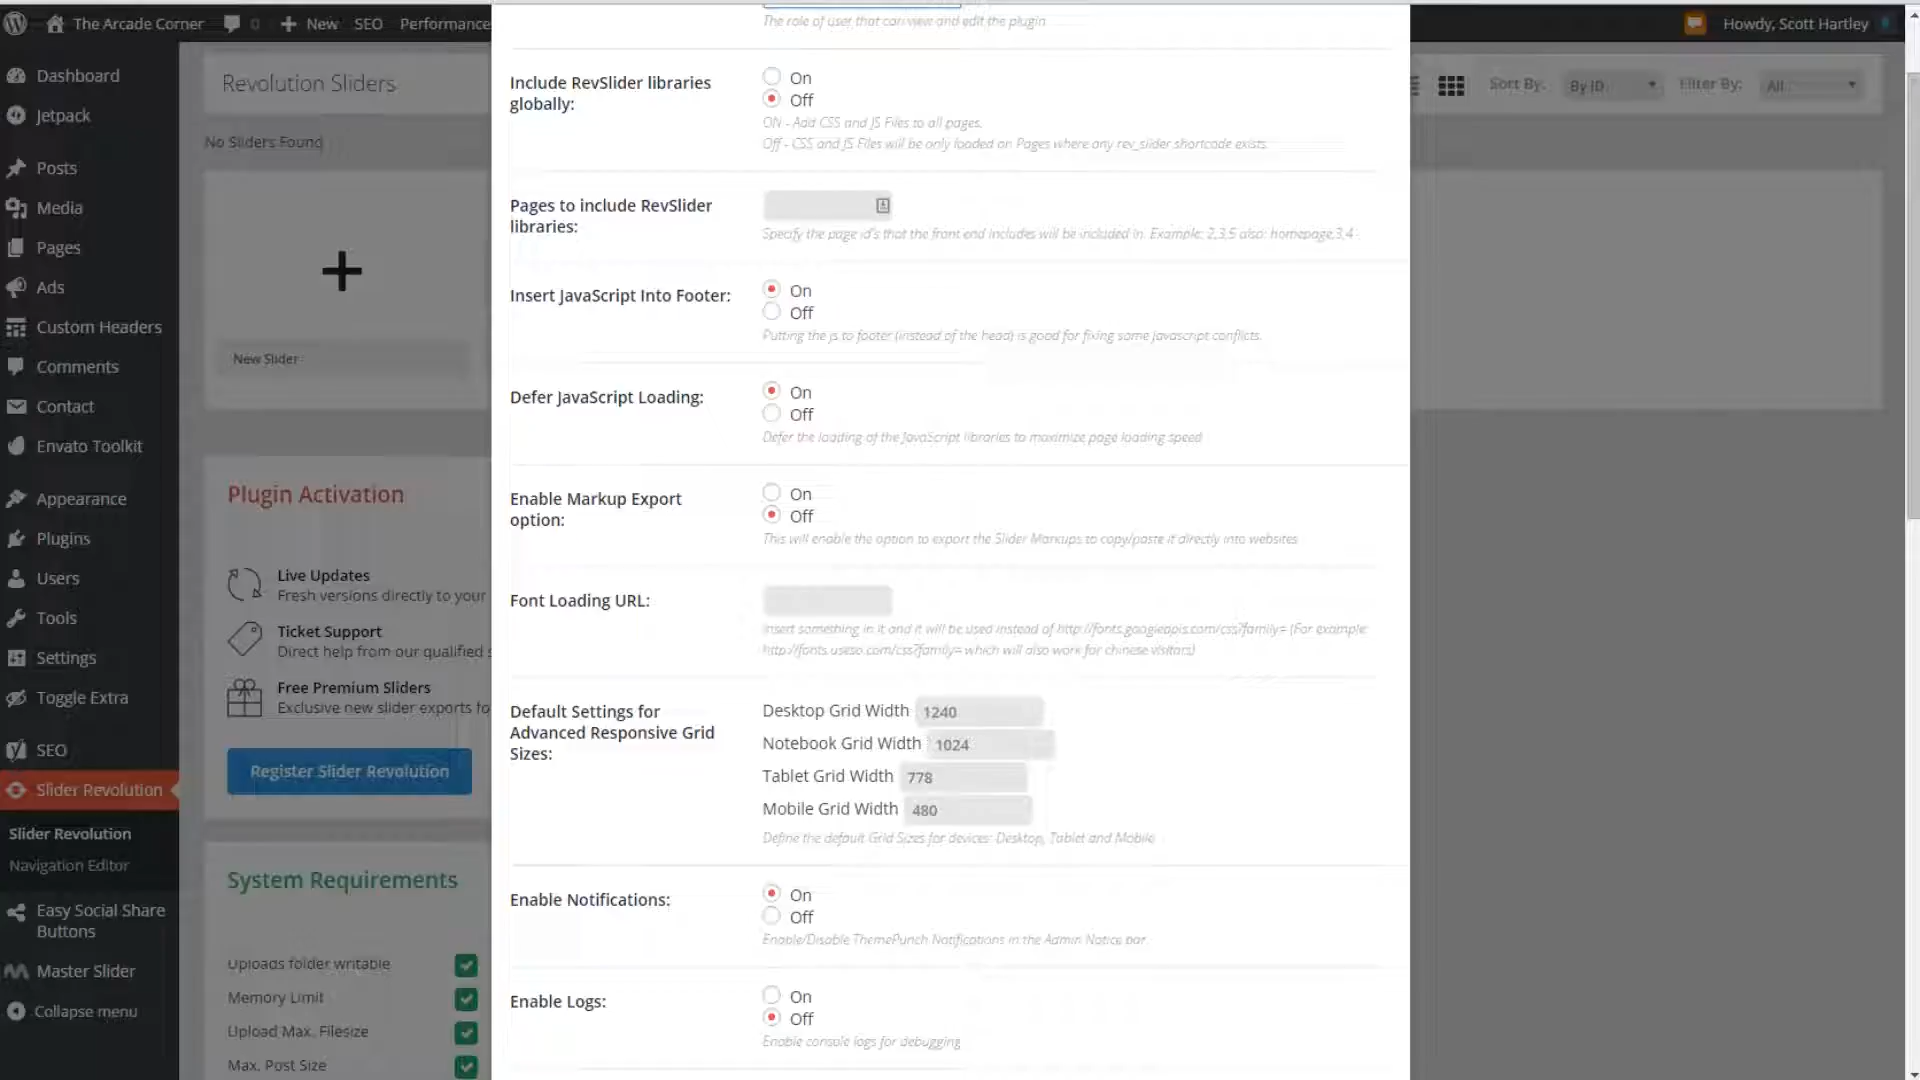 The Arcade Corner
0
New
SEO
Performance
Howdy, Scott Hartley
Dashboard
Jetpack
Posts
Media
Pages
Ads
Custom Headers
Comments
Contact
Envato Toolkit
Appearance
Plugins
Users
Tools
Settings
Toggle Extra
SEO
Slider Revolution
Slider Revolution
Navigation Editor
Easy Social Share
Buttons
Master Slider
Collapse menu
Revolution Sliders
No Sliders Found
New Slider
Sort By:
By ID
Filter By:
All
Plugin Activation
Live Updates
Fresh versions directly to your
Ticket Support
Direct help from our qualified s
Free Premium Sliders
Exclusive new slider exports fo
Register Slider Revolution
System Requirements
Uploads folder writable
Memory Limit
Upload Max. Filesize
Max. Post Size
The role of user that can view and edit the plugin
Include RevSlider libraries
globally:
On
Off
ON - Add CSS and JS Files to all pages.
Off - CSS and JS Files will be only loaded on Pages where any rev_slider shortcode exists.
Pages to include RevSlider
libraries:
Specify the page id's that the front end includes will be included in. Example: 2,3,5 also: homepage,3,4
Insert JavaScript Into Footer:
On
Off
Putting the js to footer (instead of the head) is good for fixing some javascript conflicts.
Defer JavaScript Loading:
On
Off
Defer the loading of the JavaScript libraries to maximize page loading speed
Enable Markup Export
option:
On
Off
This will enable the option to export the Slider Markups to copy/paste it directly into websites
Font Loading URL:
Insert something in it and it will be used instead of http://fonts.googleapis.com/css?family= (For example:
http://fonts.useso.com/css?family= which will also work for chinese visitors)
Default Settings for
Advanced Responsive Grid
Sizes:
Desktop Grid Width 1240
Notebook Grid Width 1024
Tablet Grid Width 778
Mobile Grid Width 480
Define the default Grid Sizes for devices: Desktop, Tablet and Mobile
Enable Notifications:
On
Off
Enable/Disable ThemePunch Notifications in the Admin Notice bar
Enable Logs:
On
Off
Enable console logs for debugging